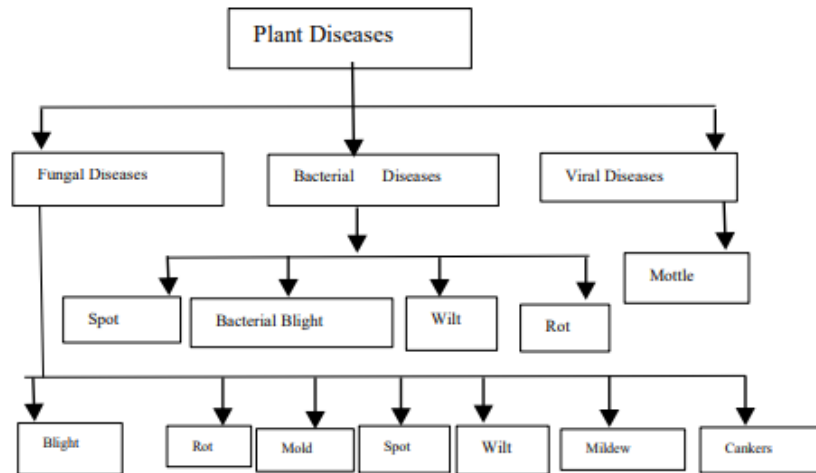 Plant Diseases
Fungal Diseases
Bacterial Diseases
Viral Diseases
Mottle
Spot
Bacterial Blight
Wilt
Rot
Blight
Rot
Mold
Spot
Wilt
Mildew
Cankers